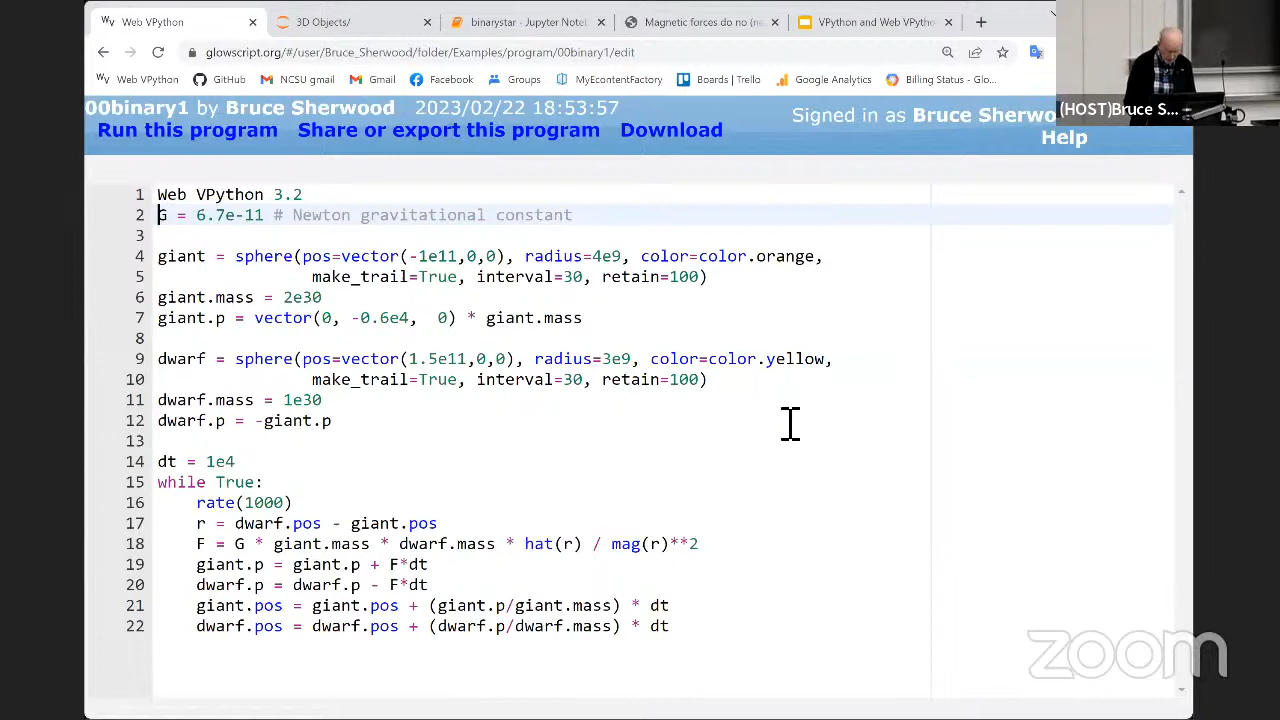 Web VPython
3D Objects/
binarystar - Jupyter Notel
Magnetic forces do no (ne
VPython and Web VPytho
glowscript.org/#/user/Bruce_Sherwood/folder/Examples/program/00binary1/edit
Web VPython
GitHub
NCSU gmail
Gmail
Facebook
Groups
MyEcontentFactory
Boards | Trello
Google Analytics
Billing Status - Glo...
(HOST)Bruce S...
00binary1 by Bruce Sherwood 2023/02/22 18:53:57
Signed in as Bruce Sherwo
Run this program Share or export this program Download
Help
1 Web VPython 3.2
2 G = 6.7e-11 # Newton gravitational constant
3
4 giant = sphere(pos=vector(-1e11,0,0), radius=4e9, color=color.orange,
5 make_trail=True, interval=30, retain=100)
6 giant.mass = 2e30
7 giant.p = vector(0, -0.6e4, 0) * giant.mass
8
9 dwarf = sphere(pos=vector(1.5e11,0,0), radius=3e9, color=color.yellow,
10 make_trail=True, interval=30, retain=100)
11 dwarf.mass = 1e30
12 dwarf.p = -giant.p
13
14 dt = 1e4
15 while True:
16 rate(1000)
17 r = dwarf.pos - giant.pos
18 F = G * giant.mass * dwarf.mass * hat(r) / mag(r)**2
19 giant.p = giant.p + F*dt
20 dwarf.p = dwarf.p - F*dt
21 giant.pos = giant.pos + (giant.p/giant.mass) * dt
22 dwarf.pos = dwarf.pos + (dwarf.p/dwarf.mass) * dt
zoom